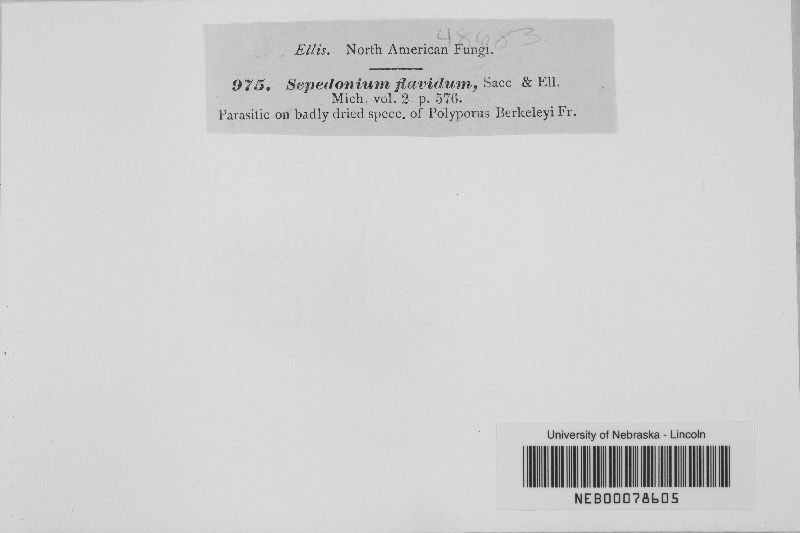 48683
Ellis. North American Fungi.
975. Sepedonium flavidum, Sacc & Ell.
Mich. vol. 2 p. 576.
Parasitic on badly dried specc. of Polyporus Berkeleyi Fr.
University of Nebraska - Lincoln
NEB00078605